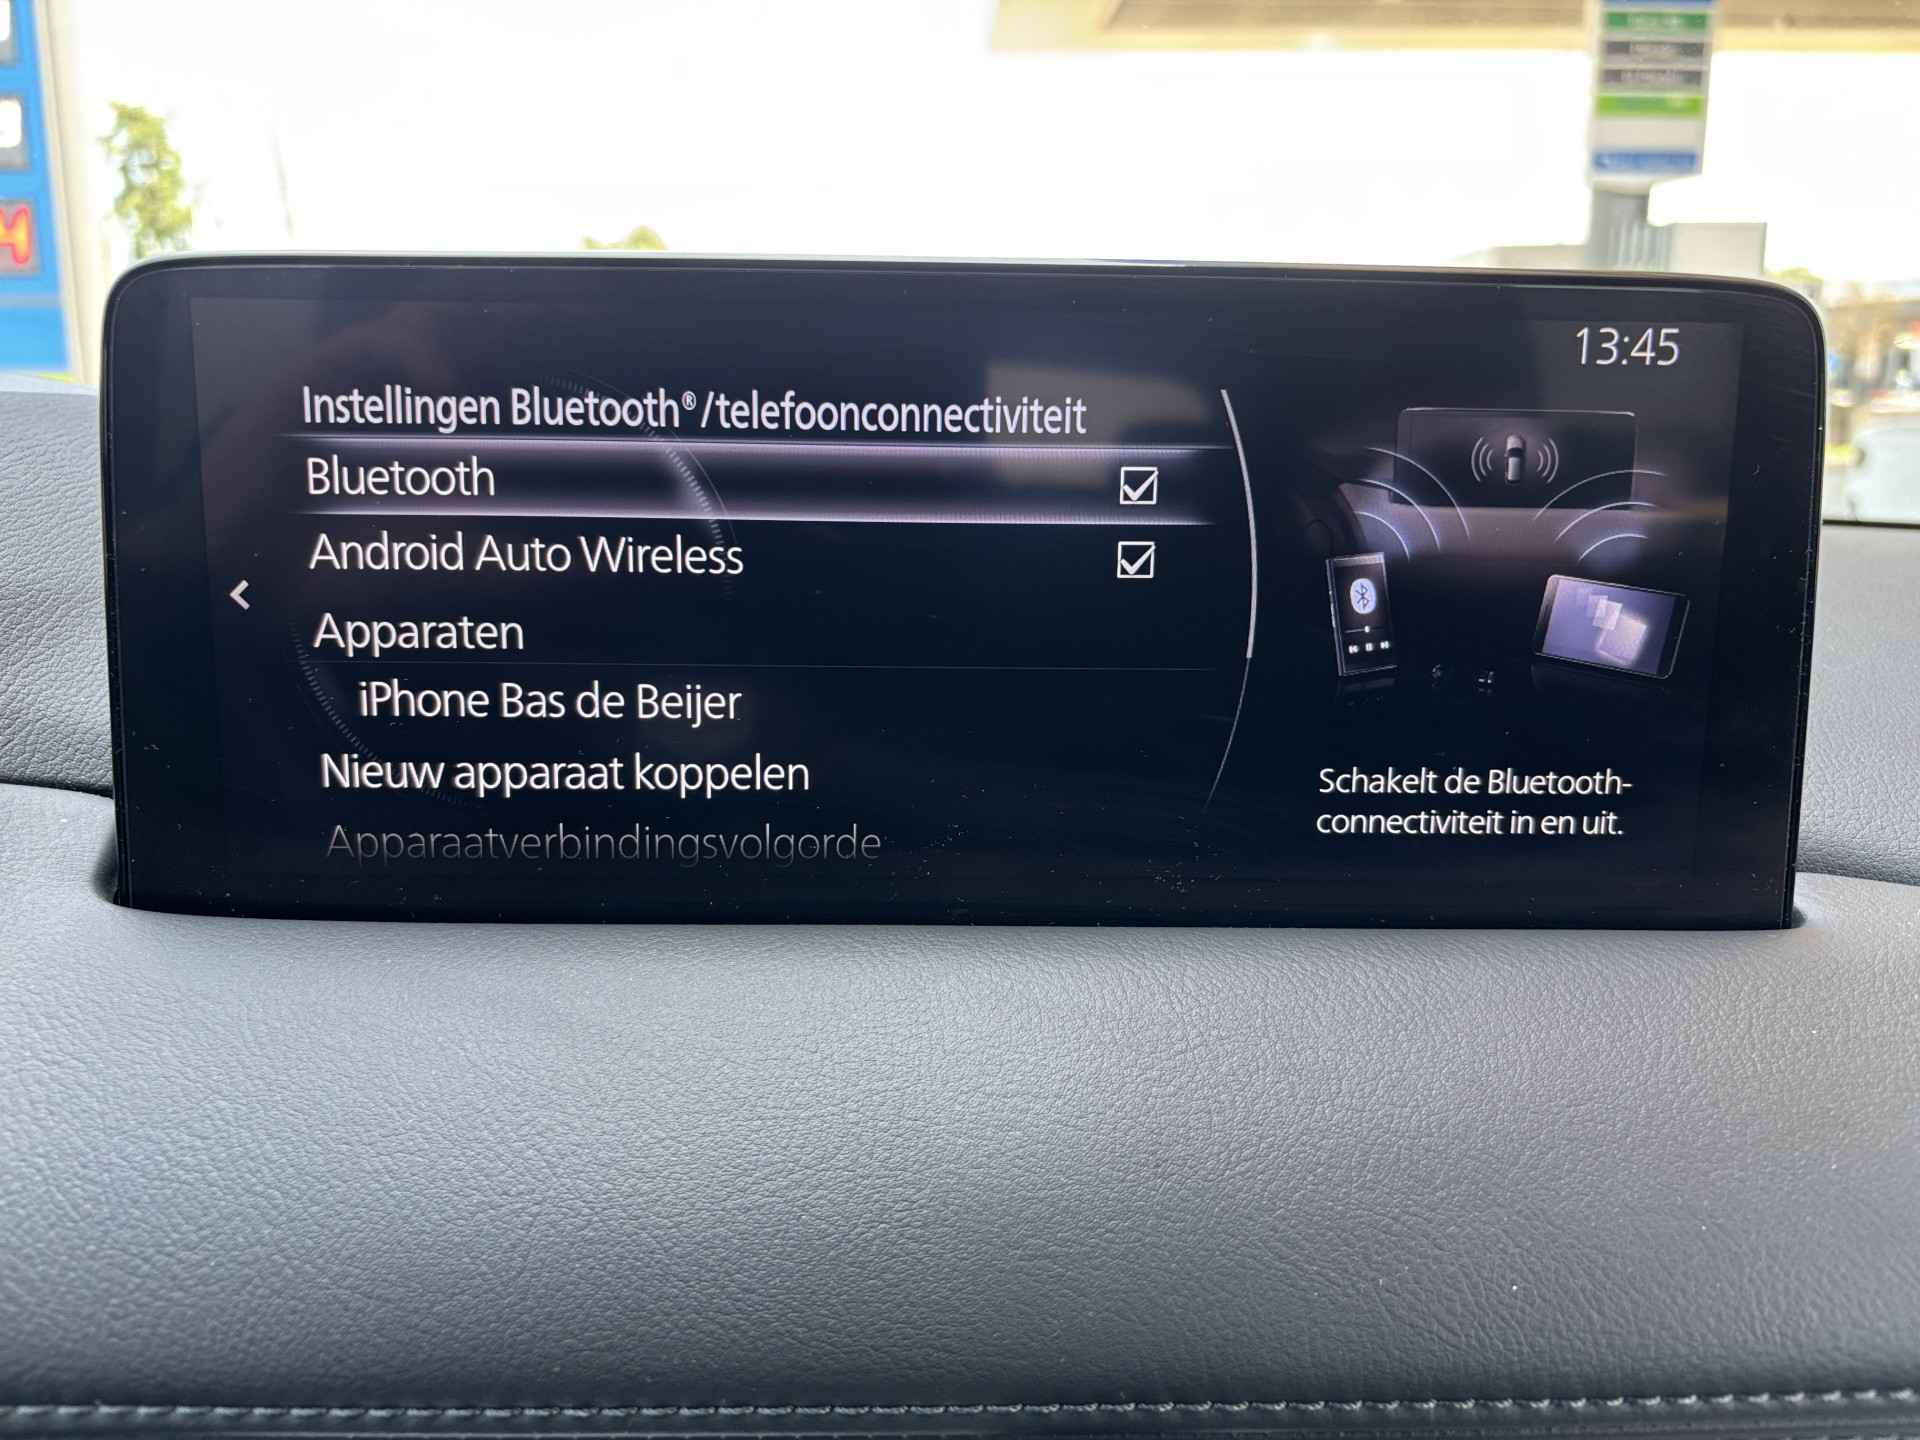 13:45
Instellingen Bluetooth®/telefoonconnectiviteit
Bluetooth
Android Auto Wireless
Apparaten
iPhone Bas de Beijer
Nieuw apparaat koppelen
Apparaatverbindingsvolgorde
Schakelt de Bluetooth-
connectiviteit in en uit.